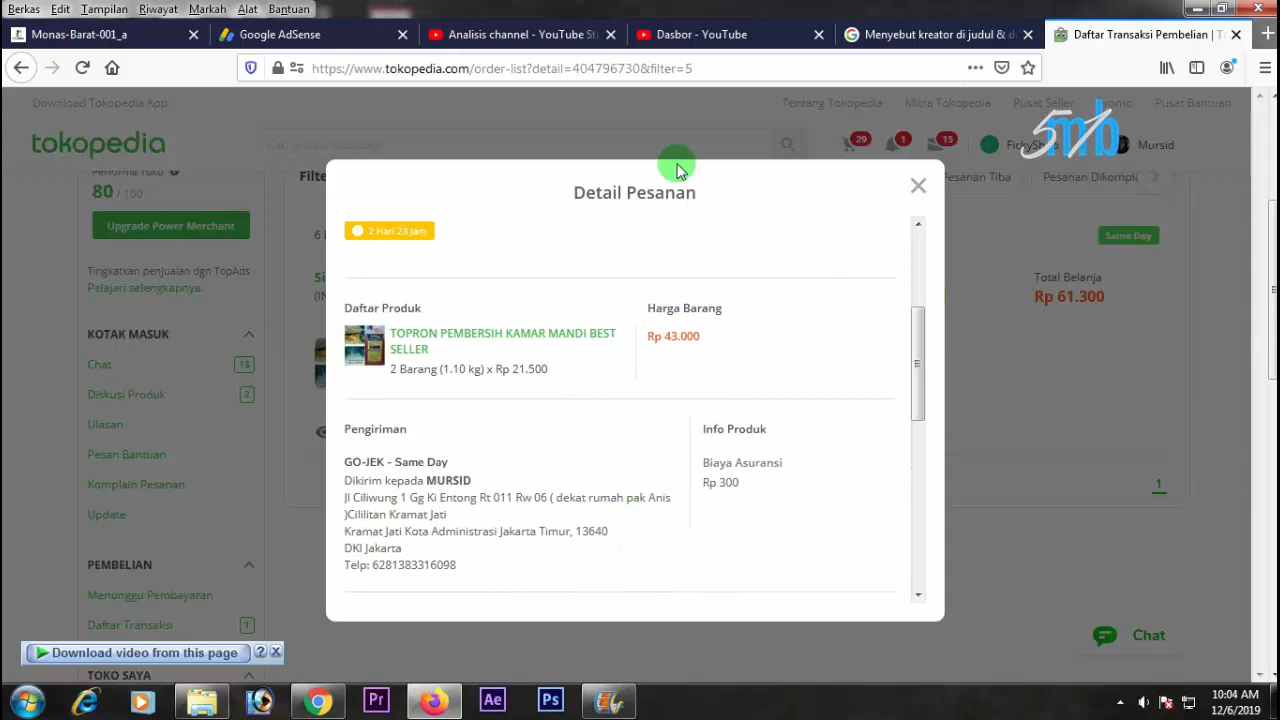 Berkas Edit Tampilan Riwayat Markah Alat Bantuan
Monas-Barat-001_a
Google AdSense
Analisis channel - YouTube St
Dasbor - YouTube
Menyebut kreator di judul & d
Daftar Transaksi Pembelian | T
https://www.tokopedia.com/order-list?detail=404796730&filter=5
Download Tokopedia App
Tentang Tokopedia Mitra Tokopedia Pusat Seller Promo Pusat Bantuan
tokopedia
29
1
15
FickySh
Mursid
51mb
Performa Toko
80 / 100
Upgrade Power Merchant
Tingkatkan penjualan dgn TopAds
Pelajari selengkapnya.
KOTAK MASUK
Chat 13
Diskusi Produk 2
Ulasan
Pesan Bantuan
Komplain Pesanan
Update
PEMBELIAN
Menunggu Pembayaran
Daftar Transaksi 1
TOKO SAYA
Filte
Pesanan Tiba
Pesanan Dikompl
Same Day
Total Belanja
Rp 61.300
1
Detail Pesanan
2 Hari 23 Jam
Daftar Produk
Harga Barang
TOPRON PEMBERSIH KAMAR MANDI BEST
SELLER
2 Barang (1.10 kg) x Rp 21.500
Rp 43.000
Pengiriman
Info Produk
GO-JEK - Same Day
Dikirim kepada MURSID
Jl Ciliwung 1 Gg Ki Entong Rt 011 Rw 06 ( dekat rumah pak Anis
)Cililitan Kramat Jati
Kramat Jati Kota Administrasi Jakarta Timur, 13640
DKI Jakarta
Telp: 6281383316098
Biaya Asuransi
Rp 300
Chat
Download video from this page
Pr
Ae
Ps
10:04 AM
12/6/2019